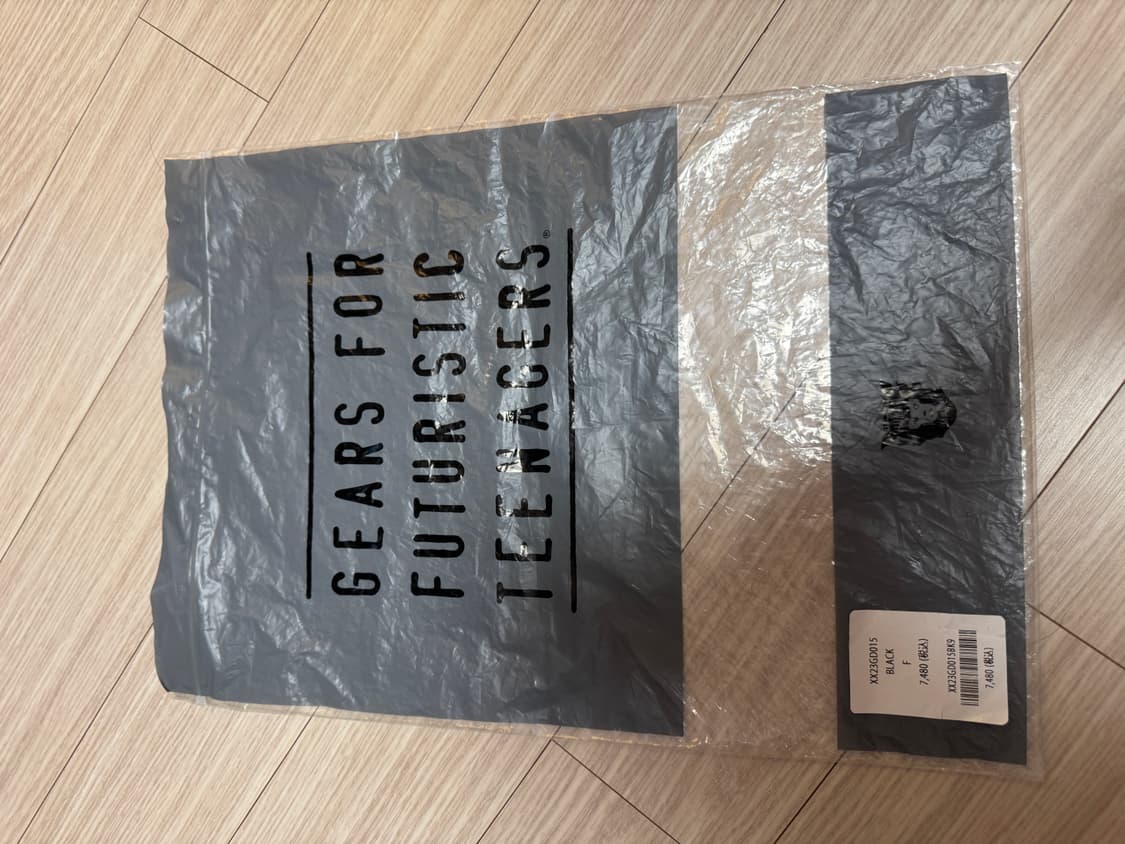 GEARS FOR
FUTURISTIC
TEENAGERS®
XX23GD015
BLACK
F
7,480 (税込)
XX23GD015BK9
7,480 (税込)